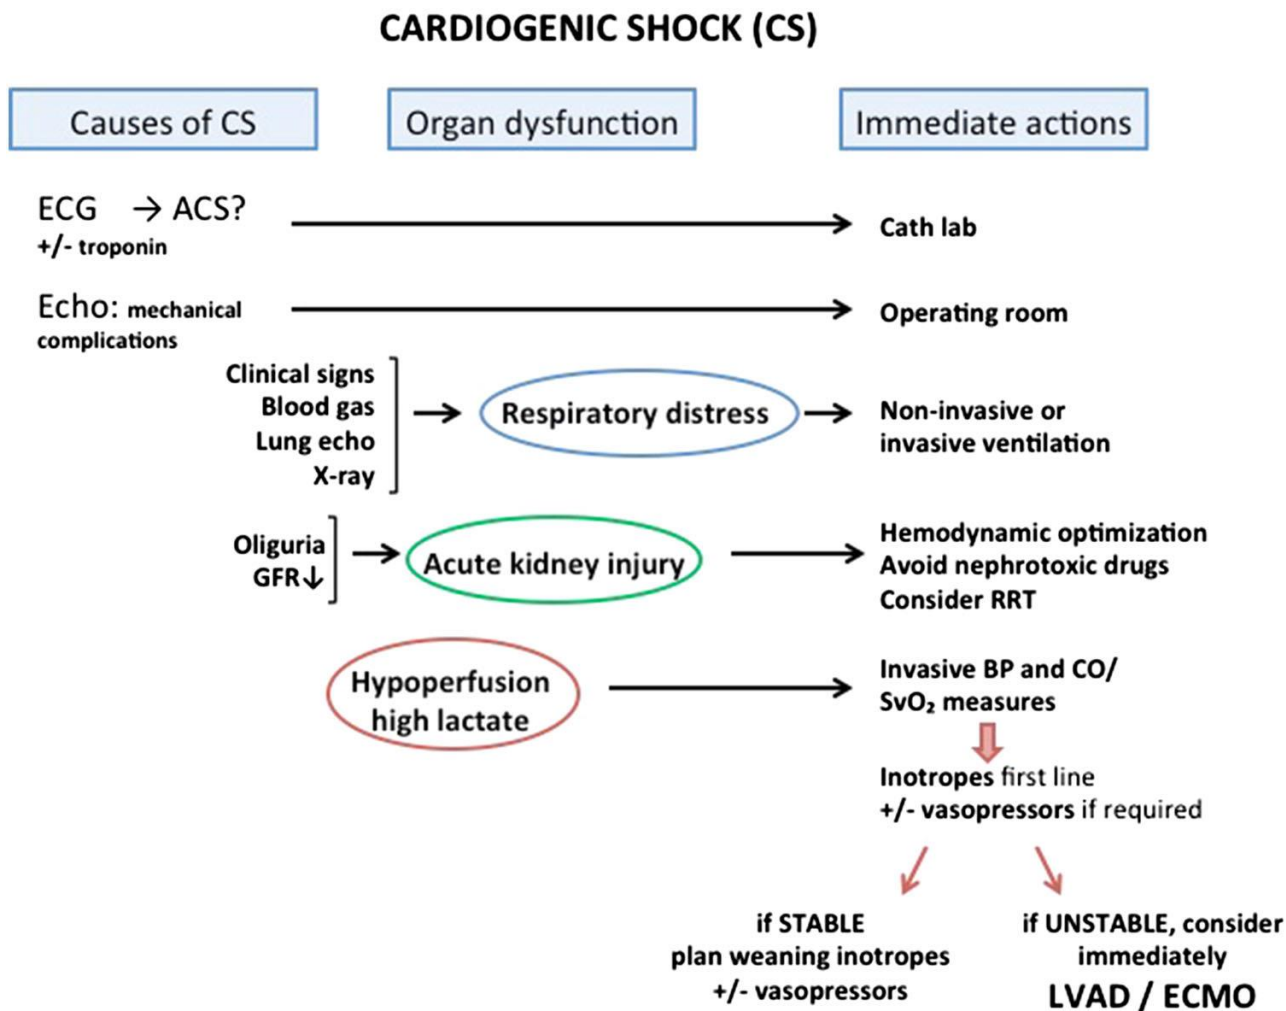 CARDIOGENIC SHOCK (CS)
Causes of CS
Organ dysfunction
Immediate actions
ECG → ACS?
+/- troponin
Cath lab
Echo: mechanical
complications
Operating room
Clinical signs
Blood gas
Lung echo
X-ray
Respiratory distress
Non-invasive or
invasive ventilation
Oliguria
GFR↓
Acute kidney injury
Hemodynamic optimization
Avoid nephrotoxic drugs
Consider RRT
Hypoperfusion
high lactate
Invasive BP and CO/
SvO₂ measures
Inotropes first line
+/- vasopressors if required
if STABLE
plan weaning inotropes
+/- vasopressors
if UNSTABLE, consider
immediately
LVAD / ECMO